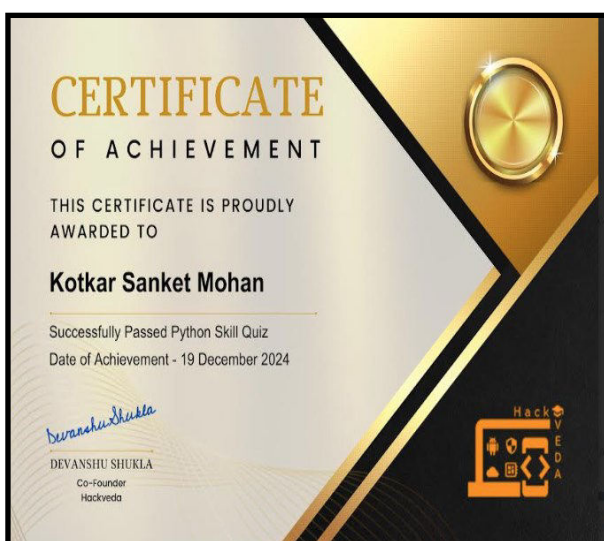 CERTIFICATE
OF ACHIEVEMENT
THIS CERTIFICATE IS PROUDLY
AWARDED TO
Kotkar Sanket Mohan
Successfully Passed Python Skill Quiz
Date of Achievement - 19 December 2024
Devanshu Shukla
DEVANSHU SHUKLA
Co-Founder
Hackveda
Hack
VEDA